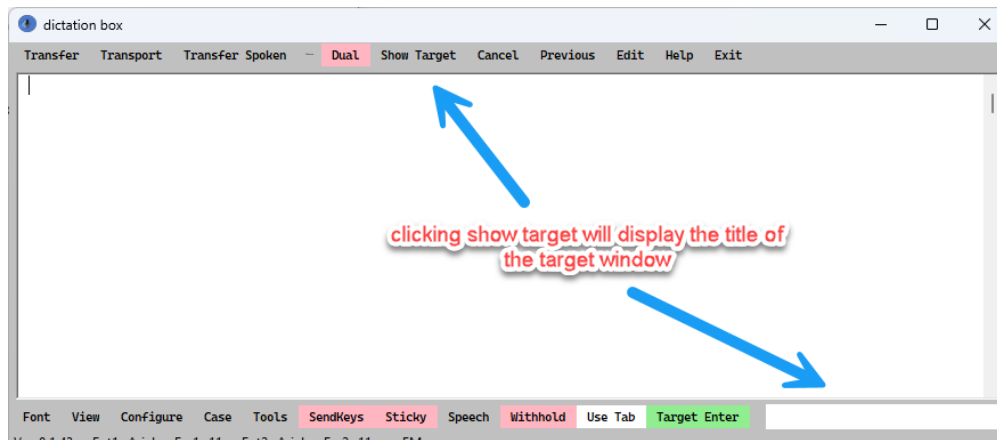 dictation box
Transfer Transport Transfer Spoken — Dual Show Target Cancel Previous Edit Help Exit
clicking show target will display the title of
the target window
Font View Configure Case Tools SendKeys Sticky Speech Withhold Use Tab Target Enter